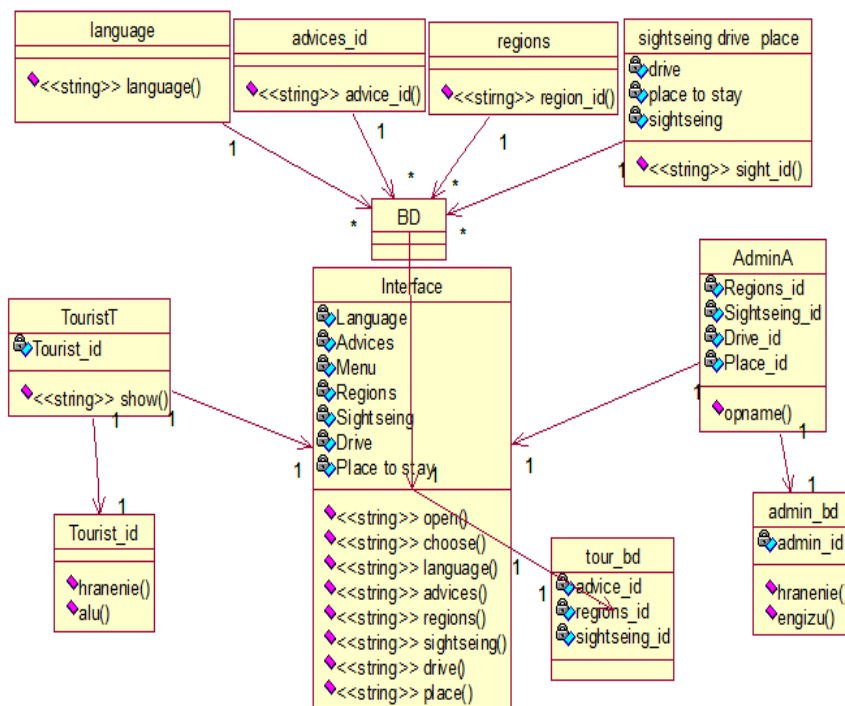 language
<<string>> language()
advices_id
<<string>> advice_id()
regions
<<stirng>> region_id()
sightseing drive place
drive
place to stay
sightseing
<<string>> sight_id()
1
1
1
1
*
*
*
*
BD
Interface
Language
Advices
Menu
Regions
Sightseing
Drive
Place to stay
<<string>> open()
<<string>> choose()
<<string>> language()
<<string>> advices()
<<string>> regions()
<<string>> sightseing()
<<string>> drive()
<<string>> place()
TouristT
Tourist_id
<<string>> show()
1
1
1
1
Tourist_id
hranenie()
alu()
AdminA
Regions_id
Sightseing_id
Drive_id
Place_id
opname()
1
1
1
1
admin_bd
admin_id
hranenie()
engizu()
1
1
1
tour_bd
advice_id
regions_id
sightseing_id